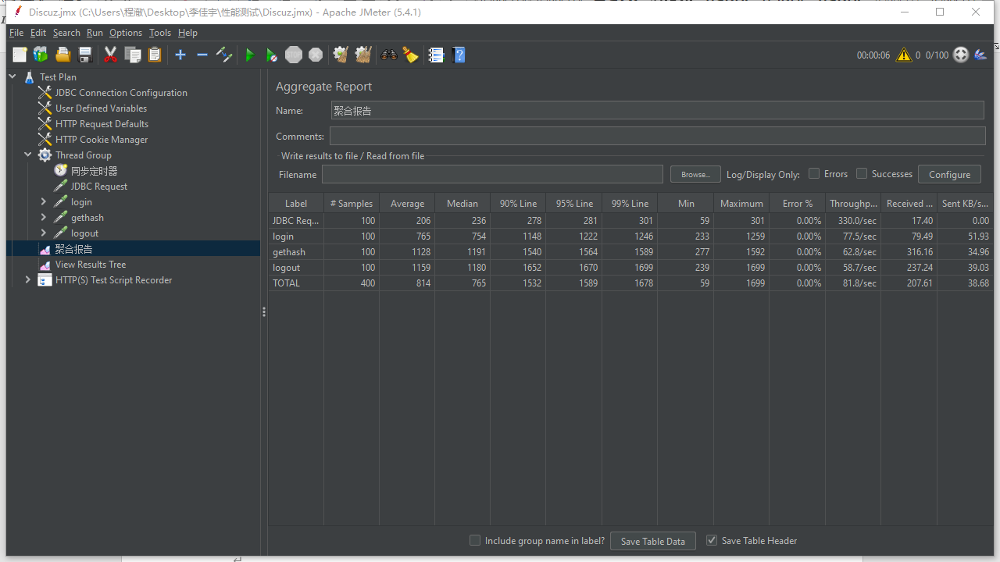 Discuz.jmx (C:\Users\程澈\Desktop\李佳宇\性能测试\Discuz.jmx) - Apache JMeter (5.4.1)
File Edit Search Run Options Tools Help
00:00:06 0 0/100
Test Plan
JDBC Connection Configuration
User Defined Variables
HTTP Request Defaults
HTTP Cookie Manager
Thread Group
同步定时器
JDBC Request
login
gethash
logout
聚合报告
View Results Tree
HTTP(S) Test Script Recorder
Aggregate Report
Name: 聚合报告
Comments:
Write results to file / Read from file
Filename Browse... Log/Display Only: Errors Successes Configure
Label # Samples Average Median 90% Line 95% Line 99% Line Min Maximum Error % Throughp... Received ... Sent KB/s...
JDBC Req... 100 206 236 278 281 301 59 301 0.00% 330.0/sec 17.40 0.00
login 100 765 754 1148 1222 1246 233 1259 0.00% 77.5/sec 79.49 51.93
gethash 100 1128 1191 1540 1564 1589 277 1592 0.00% 62.8/sec 316.16 34.96
logout 100 1159 1180 1652 1670 1699 239 1699 0.00% 58.7/sec 237.24 39.03
TOTAL 400 814 765 1532 1589 1678 59 1699 0.00% 81.8/sec 207.61 38.68
Include group name in label? Save Table Data Save Table Header